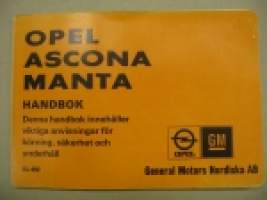 OPEL
ASCONA
MANTA
HANDBOK
Denna handbok innehåller
viktiga anvisningar för
körning, säkerhet och
underhåll
OPEL
GM
General Motors Nordiska AB